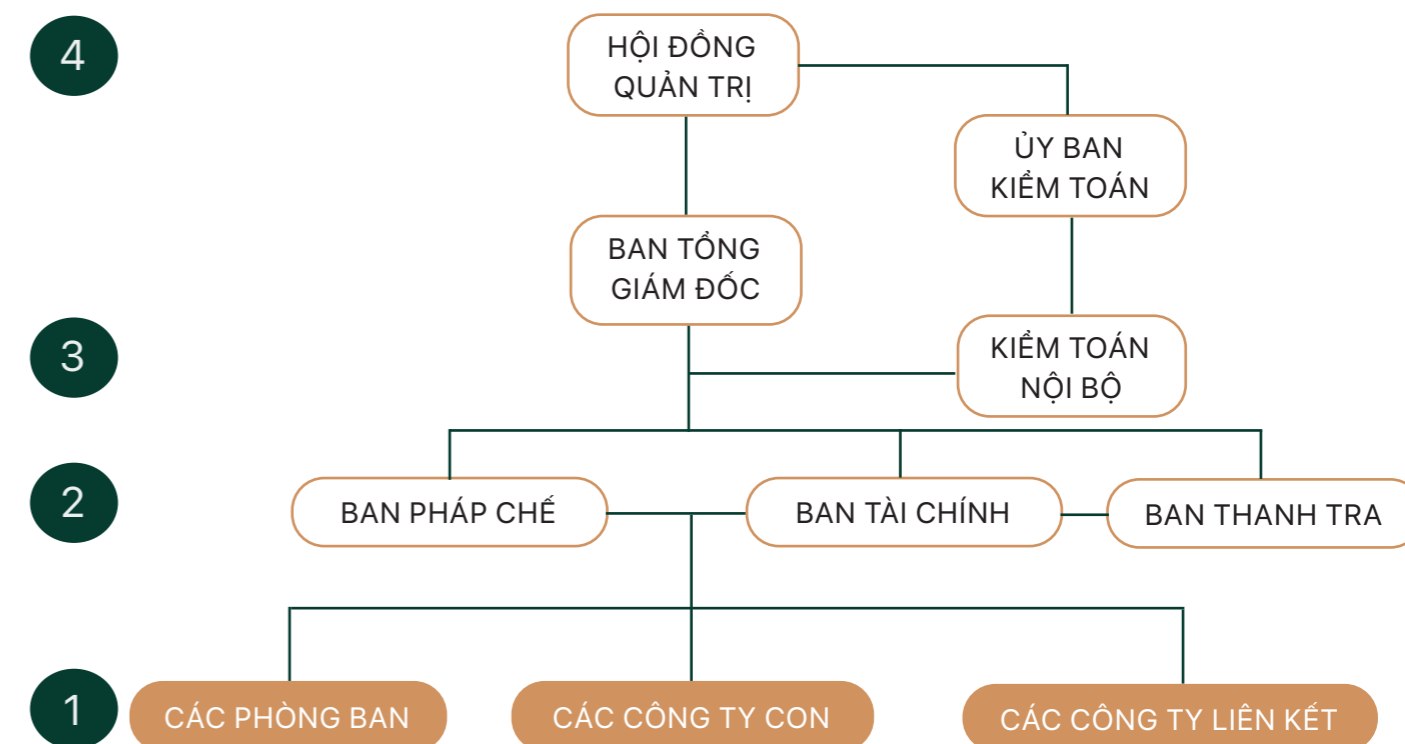 4
HỘI ĐỒNG
QUẢN TRỊ
ỦY BAN
KIỂM TOÁN
BAN TỔNG
GIÁM ĐỐC
3
KIỂM TOÁN
NỘI BỘ
2
BAN PHÁP CHẾ
BAN TÀI CHÍNH
BAN THANH TRA
1
CÁC PHÒNG BAN
CÁC CÔNG TY CON
CÁC CÔNG TY LIÊN KẾT